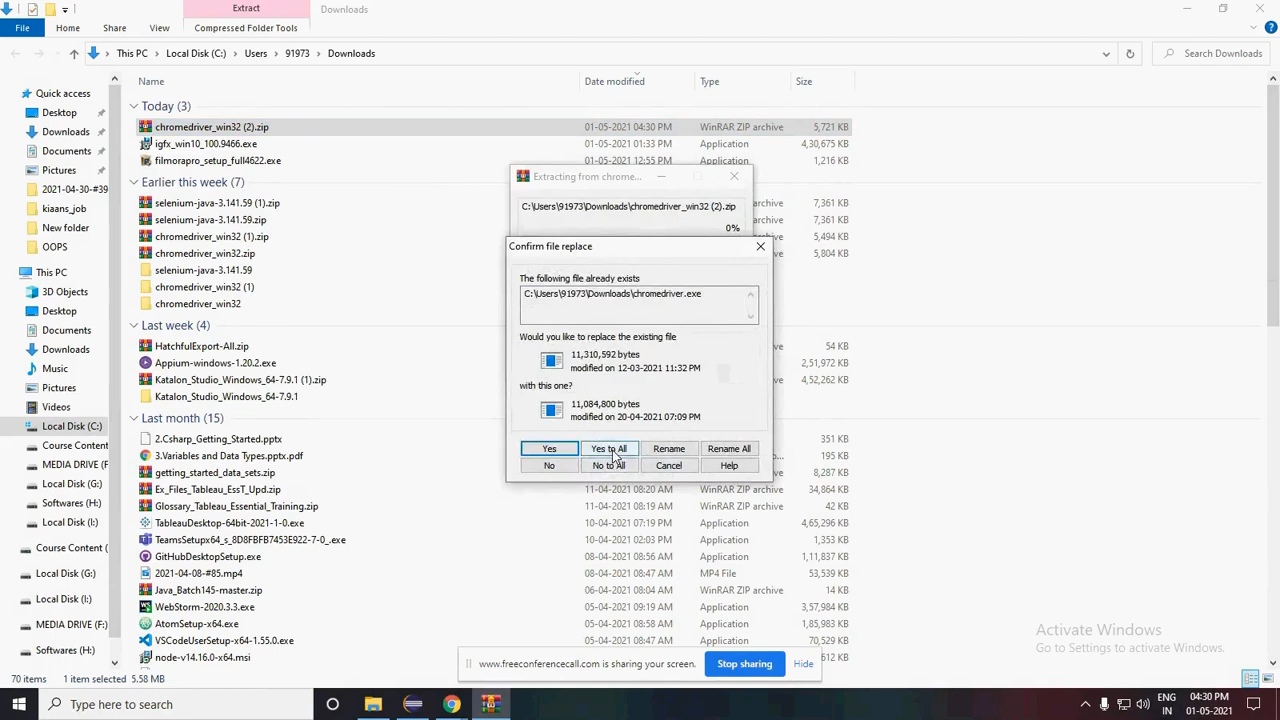 Extract
Downloads
File
Home
Share
View
Compressed Folder Tools
This PC > Local Disk (C:) > Users > 91973 > Downloads
Search Downloads
Name
Date modified
Type
Size
Quick access
Desktop
Downloads
Documents
Pictures
2021-04-30-#39
kiaans_job
New folder
OOPS
This PC
3D Objects
Desktop
Documents
Downloads
Music
Pictures
Videos
Local Disk (C:)
Course Content (
MEDIA DRIVE (F:)
Local Disk (G:)
Softwares (H:)
Local Disk (I:)
Course Content (
Local Disk (G:)
Local Disk (I:)
MEDIA DRIVE (F:)
Softwares (H:)
Today (3)
chromedriver_win32 (2).zip 01-05-2021 04:30 PM WinRAR ZIP archive 5,721 KB
igfx_win10_100.9466.exe 01-05-2021 01:33 PM Application 4,30,675 KB
filmorapro_setup_full4622.exe 01-05-2021 12:55 PM Application 1,216 KB
Earlier this week (7)
selenium-java-3.141.59 (1).zip 7,361 KB
selenium-java-3.141.59.zip 7,361 KB
chromedriver_win32 (1).zip 5,494 KB
chromedriver_win32.zip 5,804 KB
selenium-java-3.141.59
chromedriver_win32 (1)
chromedriver_win32
Last week (4)
HatchfulExport-All.zip 54 KB
Appium-windows-1.20.2.exe 2,51,972 KB
Katalon_Studio_Windows_64-7.9.1 (1).zip 4,52,262 KB
Katalon_Studio_Windows_64-7.9.1
Last month (15)
2.Csharp_Getting_Started.pptx 351 KB
3.Variables and Data Types.pptx.pdf 439 KB
getting_started_data_sets.zip 8,287 KB
Ex_Files_Tableau_EssT_Upd.zip 11-04-2021 08:20 AM WinRAR ZIP archive 34,864 KB
Glossary_Tableau_Essential_Training.zip 11-04-2021 08:19 AM WinRAR ZIP archive 42 KB
TableauDesktop-64bit-2021-1-0.exe 10-04-2021 07:19 PM Application 4,65,296 KB
TeamsSetupx64_s_8D8FBFB7453E922-7-0_.exe 10-04-2021 02:03 PM Application 1,353 KB
GitHubDesktopSetup.exe 08-04-2021 08:56 AM Application 1,11,837 KB
2021-04-08-#85.mp4 08-04-2021 08:47 AM MP4 File 53,539 KB
Java_Batch145-master.zip 06-04-2021 08:04 AM WinRAR ZIP archive 14 KB
WebStorm-2020.3.3.exe 05-04-2021 09:19 AM Application 3,57,984 KB
AtomSetup-x64.exe 05-04-2021 08:58 AM Application 1,85,983 KB
VSCodeUserSetup-x64-1.55.0.exe 05-04-2021 08:47 AM Application 70,529 KB
node-v14.16.0-x64.msi
Extracting from chrome...
C:\Users\91973\Downloads\chromedriver_win32 (2).zip
0%
Confirm file replace
The following file already exists
C:\Users\91973\Downloads\chromedriver.exe
Would you like to replace the existing file
11,310,592 bytes
modified on 12-03-2021 11:32 PM
with this one?
11,084,800 bytes
modified on 20-04-2021 07:09 PM
Yes
Yes to All
Rename
Rename All
No
No to All
Cancel
Help
Activate Windows
Go to Settings to activate Windows.
www.freeconferencecall.com is sharing your screen.
Stop sharing
Hide
70 items
1 item selected 5.58 MB
Type here to search
ENG
IN
04:30 PM
01-05-2021